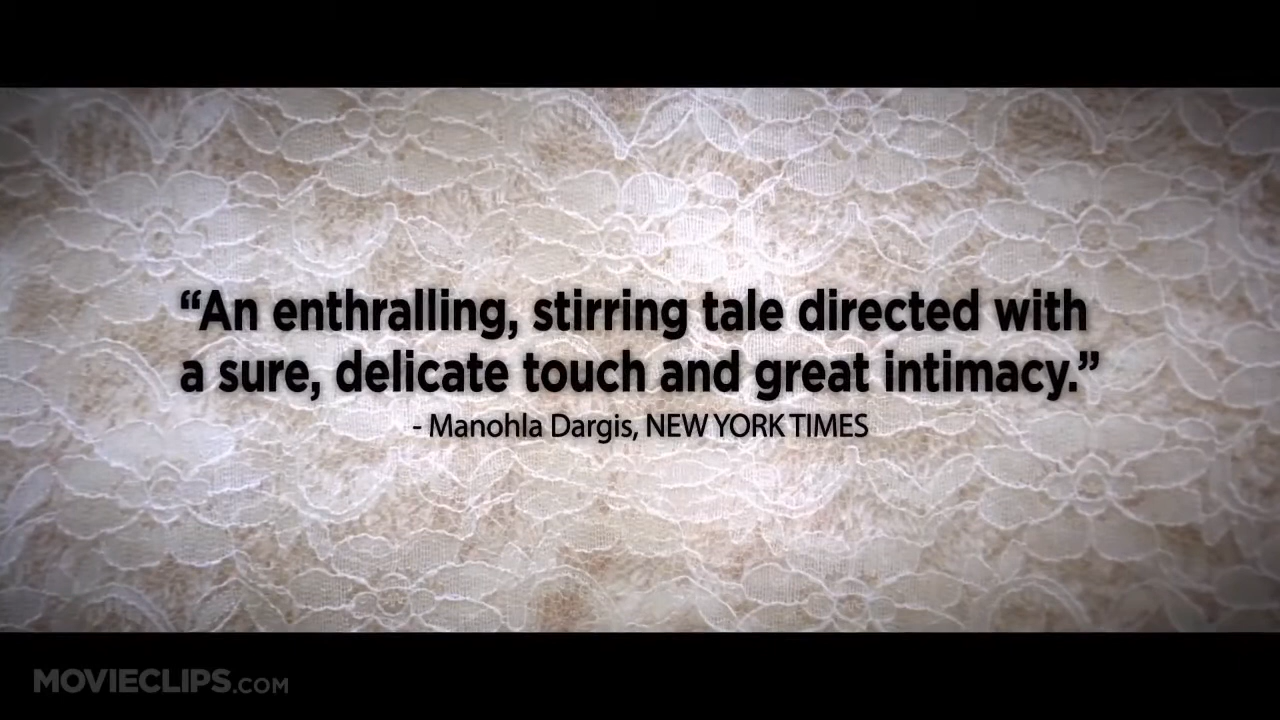 “An enthralling, stirring tale directed with
a sure, delicate touch and great intimacy.”
- Manohla Dargis, NEW YORK TIMES
MOVIECLIPS.COM